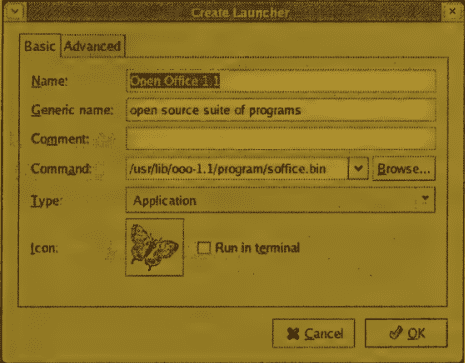 Create Launcher
Basic Advanced
Name: Open Office 1.1
Generic name: open source suite of programs
Comment:
Command: /usr/lib/ooo-1.1/program/soffice.bin Browse...
Type: Application
Icon: Run in terminal
Cancel OK